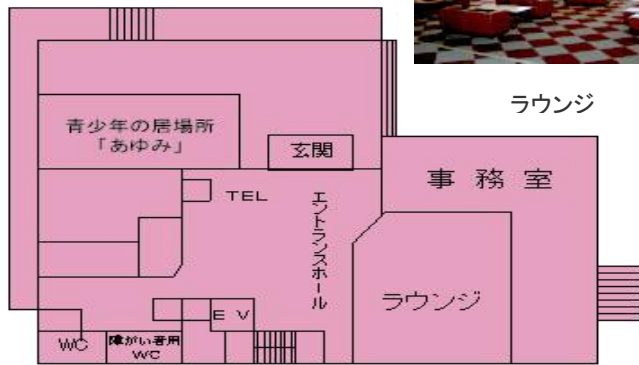 ラウンジ
青少年の居場所
「あゆみ」
玄関
事務室
TEL
エントランスホール
ラウンジ
EV
WC
障がい者用
WC